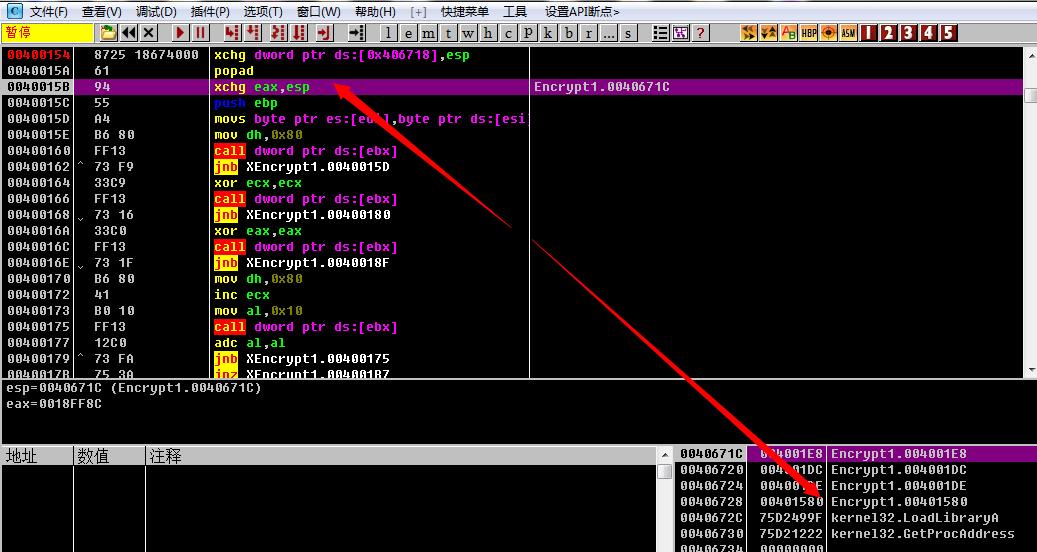 C 文件(F) 查看(V) 调试(D) 插件(P) 选项(T) 窗口(W) 帮助(H) [+] 快捷菜单 工具 设置API断点>
暂停 l e m t w h c p k b r ... s ? AB HBP ASM 1 2 3 4 5
00400154 8725 18674000 xchg dword ptr ds:[0x406718],esp
0040015A 61 popad
0040015B 94 xchg eax,esp Encrypt1.0040671C
0040015C 55 push ebp
0040015D A4 movs byte ptr es:[edi],byte ptr ds:[esi
0040015E B6 80 mov dh,0x80
00400160 FF13 call dword ptr ds:[ebx]
00400162 ^ 73 F9 jnb XEncrypt1.0040015D
00400164 33C9 xor ecx,ecx
00400166 FF13 call dword ptr ds:[ebx]
00400168 73 16 jnb XEncrypt1.00400180
0040016A 33C0 xor eax,eax
0040016C FF13 call dword ptr ds:[ebx]
0040016E 73 1F jnb XEncrypt1.0040018F
00400170 B6 80 mov dh,0x80
00400172 41 inc ecx
00400173 B0 10 mov al,0x10
00400175 FF13 call dword ptr ds:[ebx]
00400177 12C0 adc al,al
00400179 ^ 73 FA jnb XEncrypt1.00400175
0040017B 75 3A jnz XEncrypt1.004001B7
esp=0040671C (Encrypt1.0040671C)
eax=0018FF8C
地址 数值 注释
0040671C 004001E8 Encrypt1.004001E8
00406720 004001DC Encrypt1.004001DC
00406724 004001DE Encrypt1.004001DE
00406728 00401580 Encrypt1.00401580
0040672C 75D2499F kernel32.LoadLibraryA
00406730 75D21222 kernel32.GetProcAddress
00406734 00000000